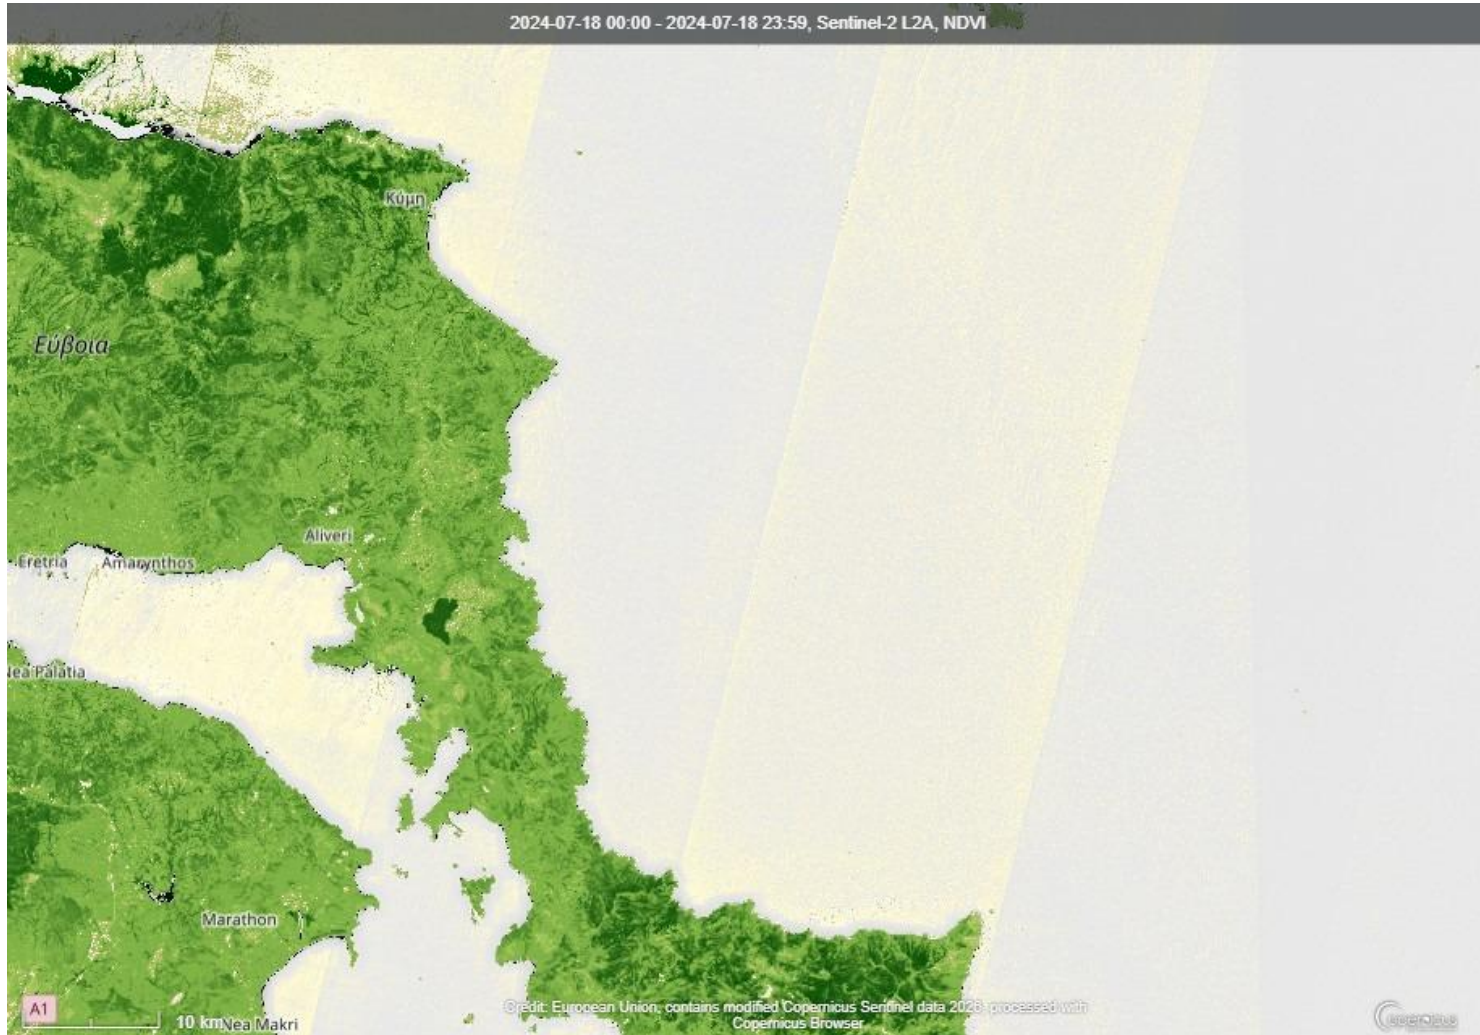 2024-07-18 00:00 - 2024-07-18 23:59, Sentinel-2 L2A, NDVI
Κύμη
Εύβοια
Aliveri
Eretria
Amarynthos
Nea Palatia
Marathon
A1
10 km
Nea Makri
Credit: European Union, contains modified Copernicus Sentinel data 2026, processed with
Copernicus Browser
opernicus